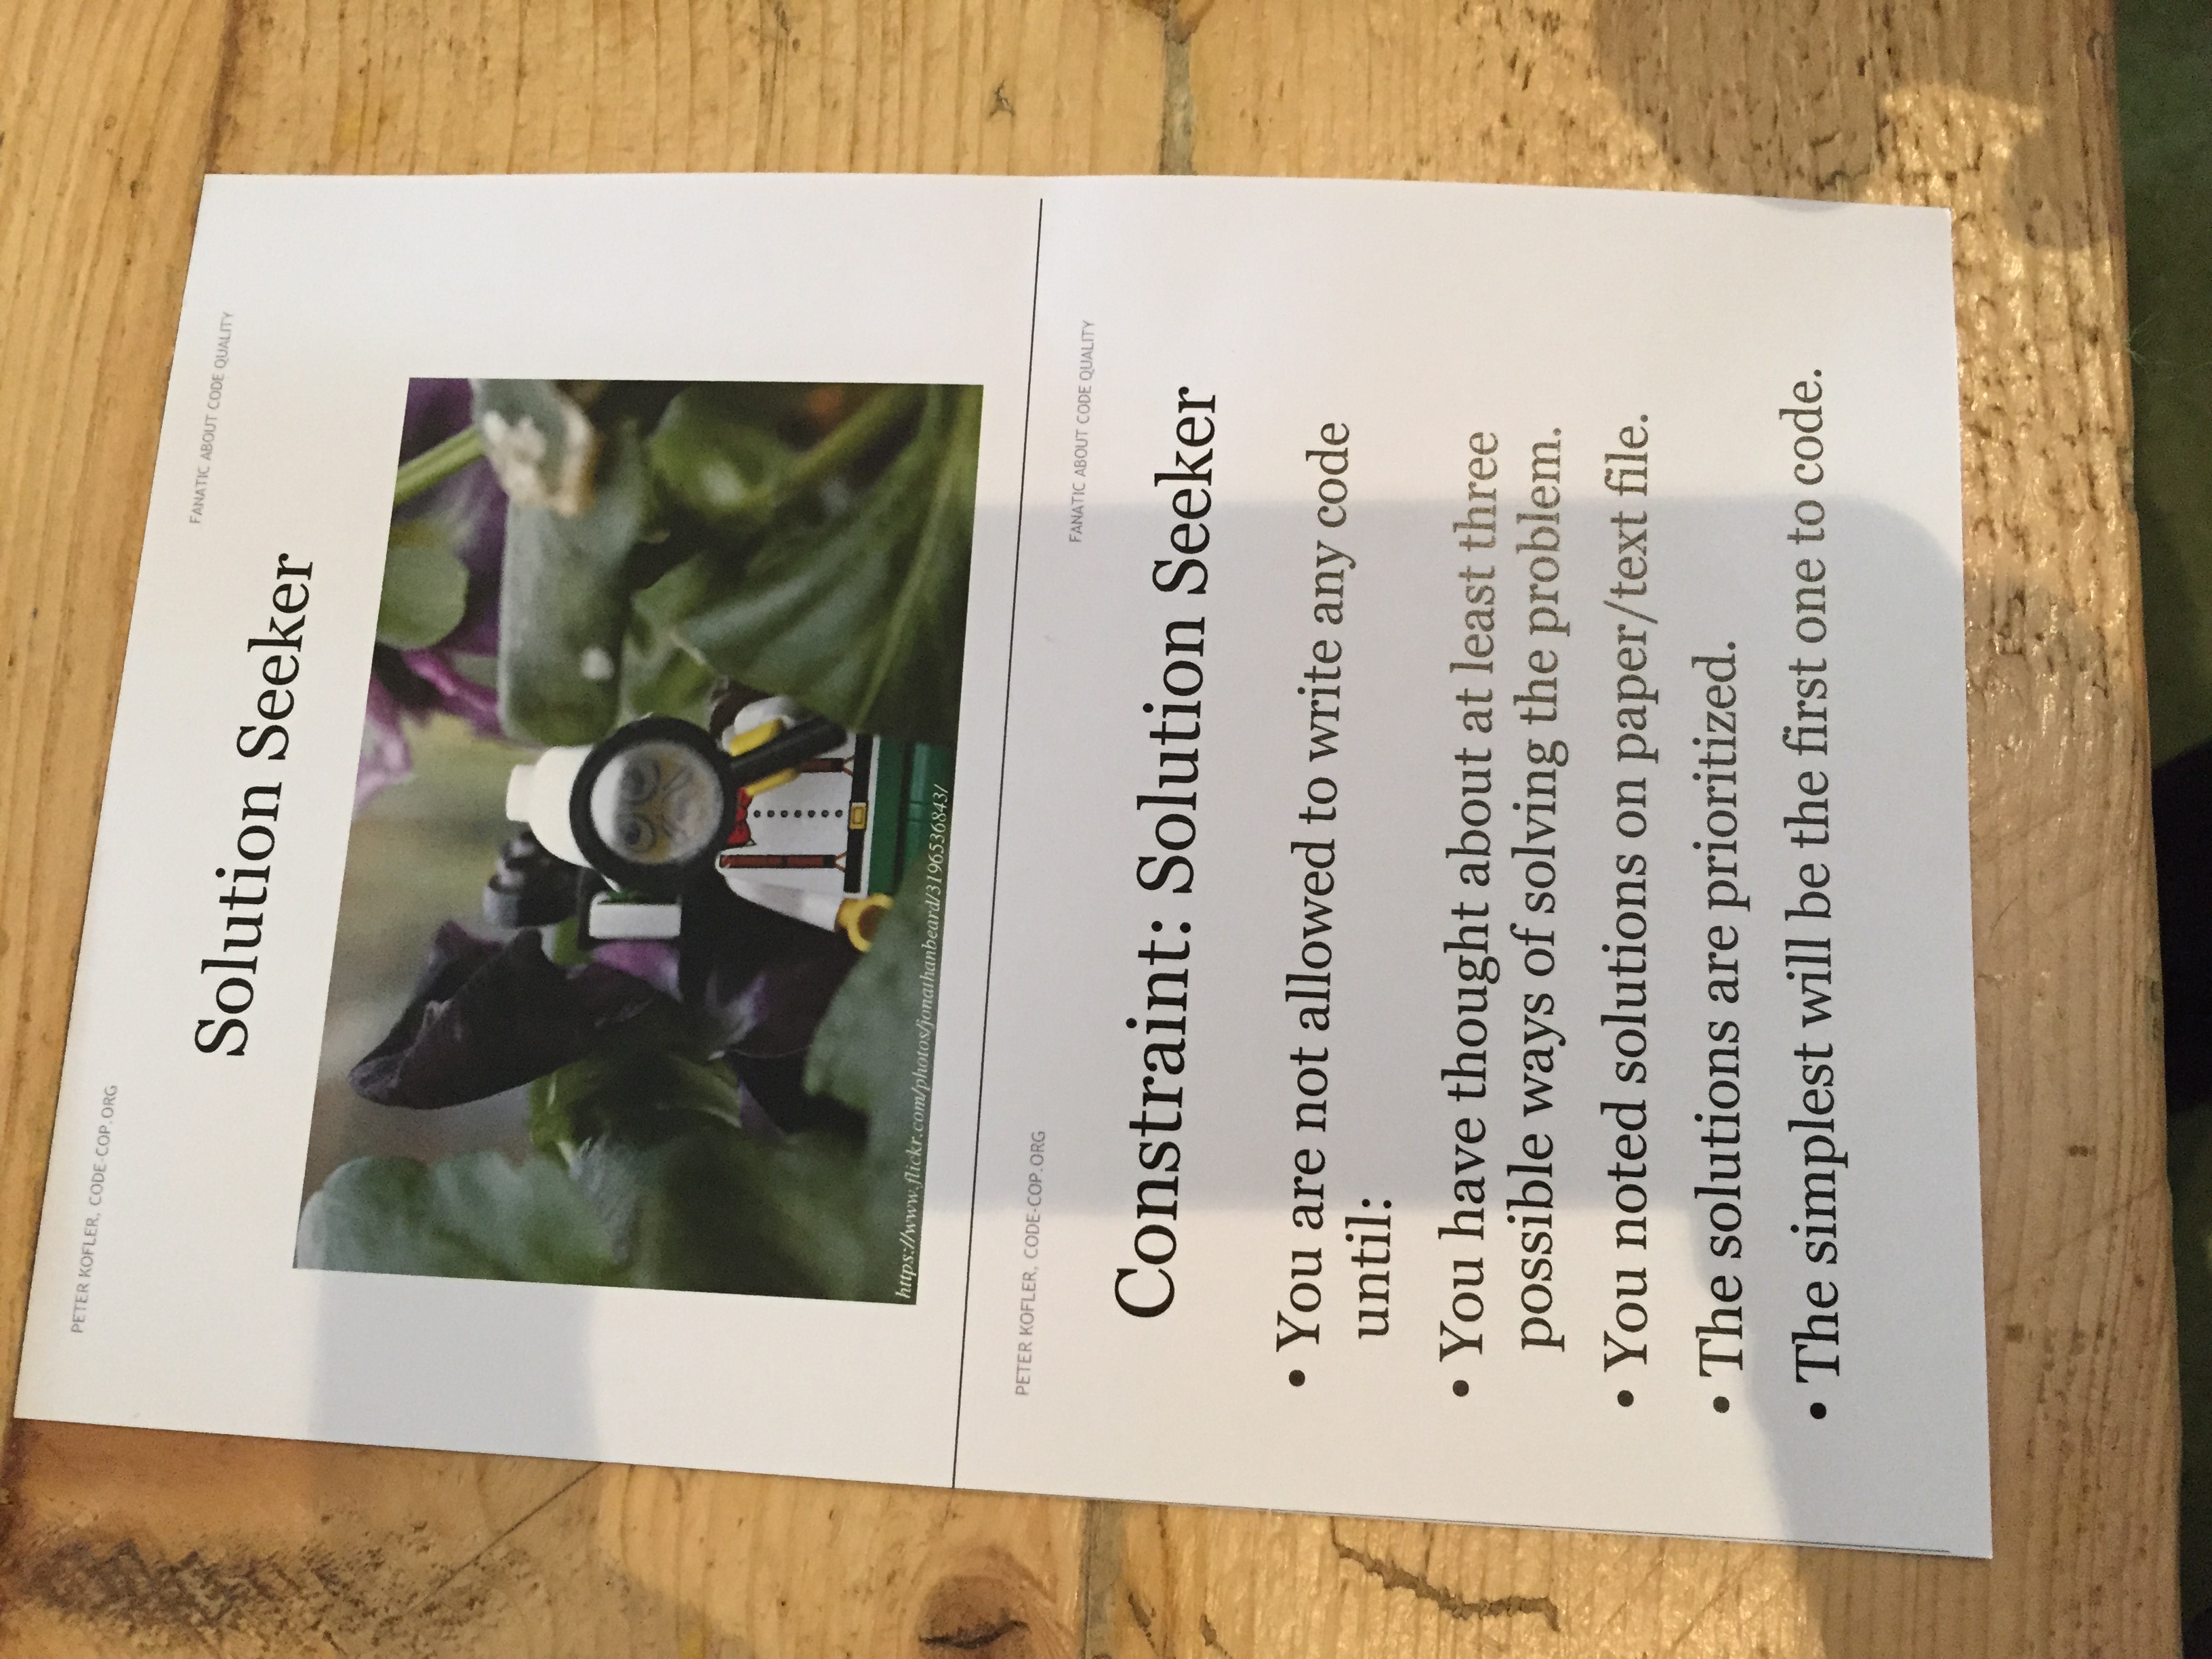 PETER KOFLER, CODE-COP.ORG
FANATIC ABOUT CODE QUALITY
Solution Seeker
https://www.flickr.com/photos/jonathanbeard/3196536843/
PETER KOFLER, CODE-COP.ORG
FANATIC ABOUT CODE QUALITY
Constraint: Solution Seeker
• You are not allowed to write any code
until:
• You have thought about at least three
possible ways of solving the problem.
• You noted solutions on paper/text file.
• The solutions are prioritized.
• The simplest will be the first one to code.